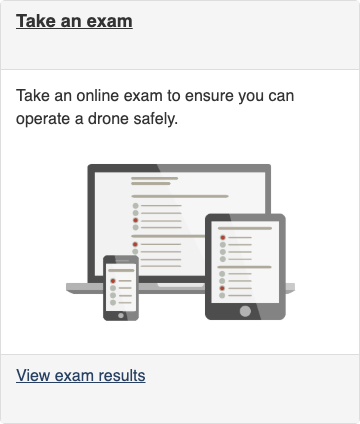 Take an exam
Take an online exam to ensure you can
operate a drone safely.
View exam results